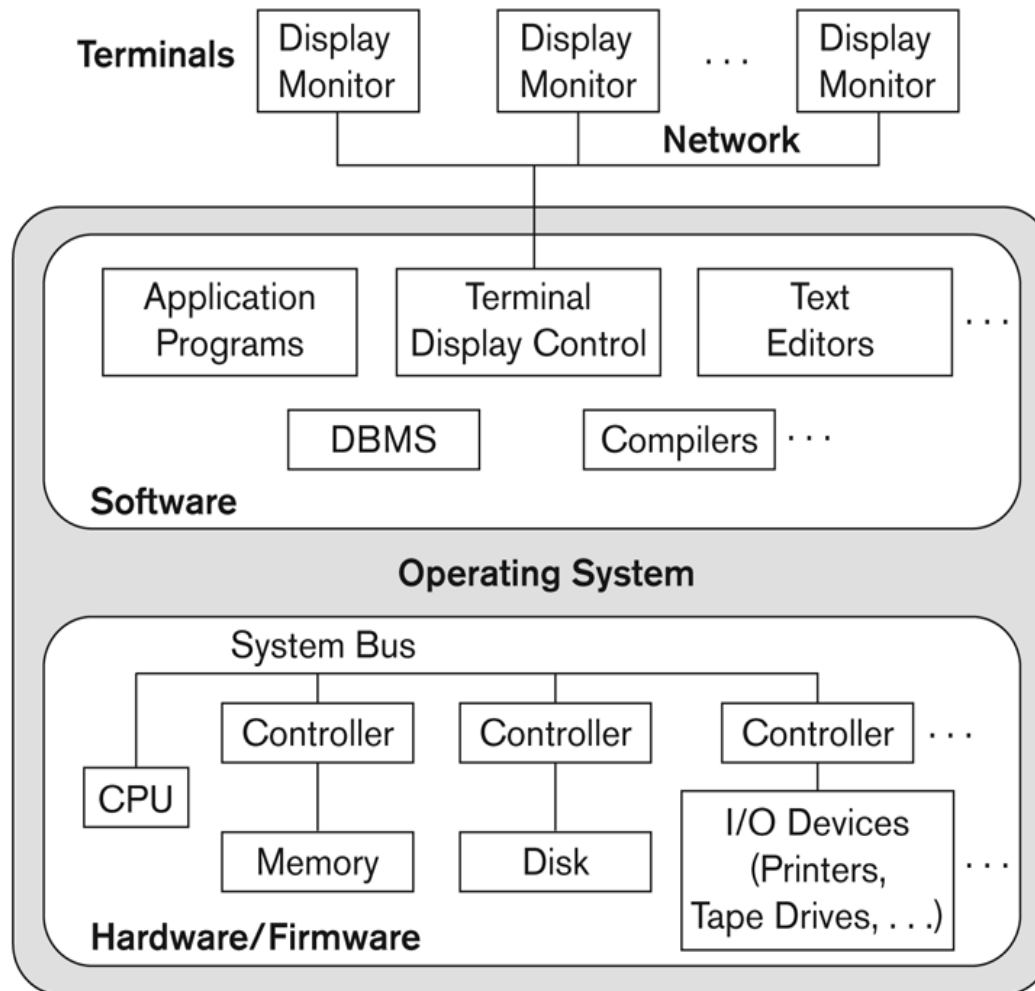 Terminals
Display
Monitor
Display
Monitor
. . .
Display
Monitor
Network
Application
Programs
Terminal
Display Control
Text
Editors
. . .
DBMS
Compilers
. . .
Software
Operating System
System Bus
Controller
Controller
Controller
. . .
CPU
Memory
Disk
I/O Devices
(Printers,
Tape Drives, . . .)
. . .
Hardware/Firmware